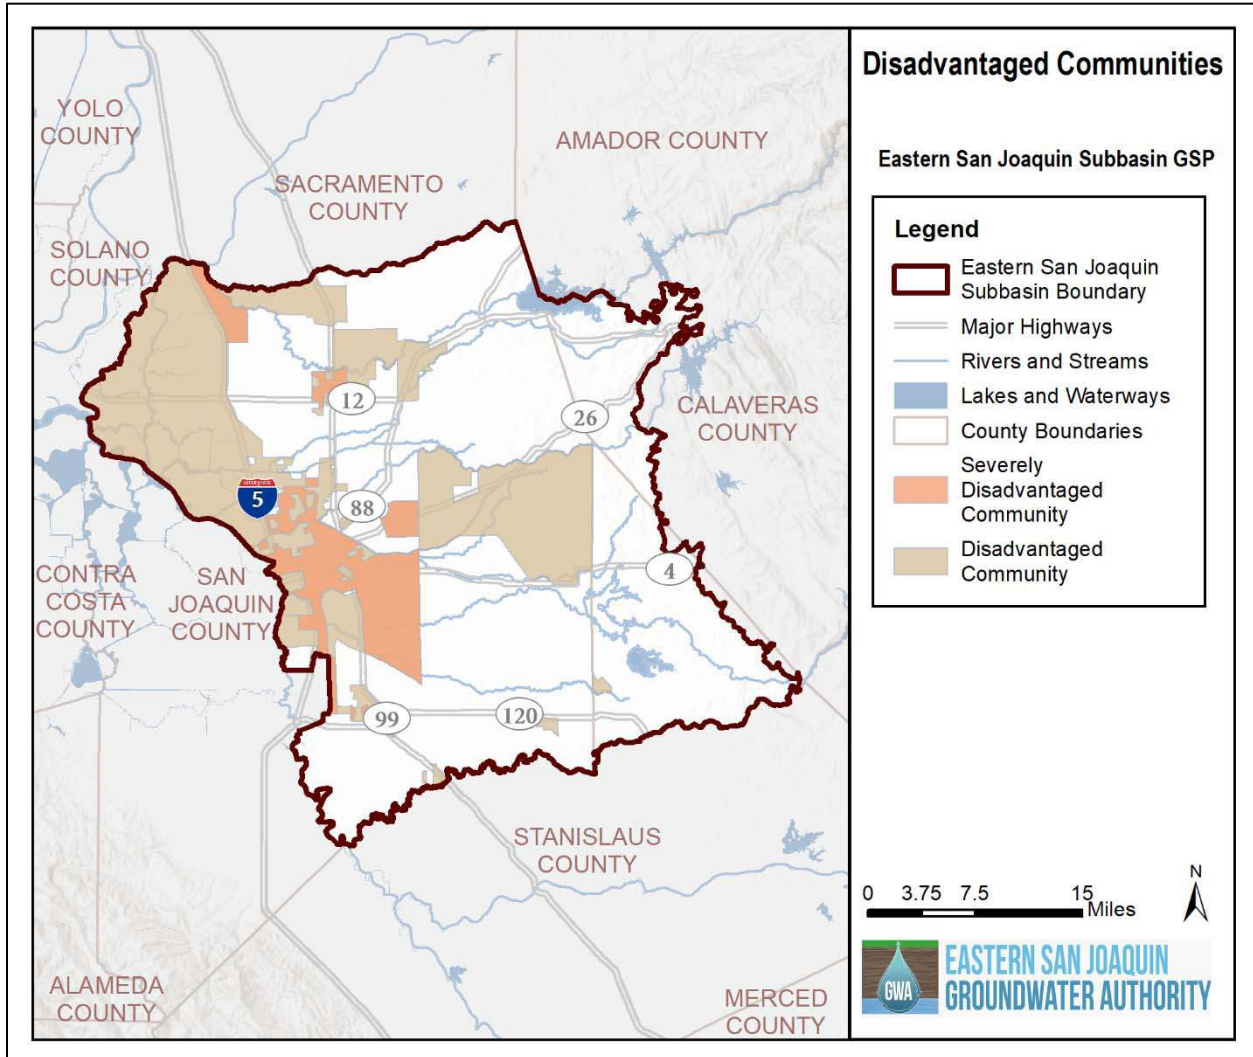 Disadvantaged Communities
Eastern San Joaquin Subbasin GSP
Legend
Eastern San Joaquin
Subbasin Boundary
Major Highways
Rivers and Streams
Lakes and Waterways
County Boundaries
Severely
Disadvantaged
Community
Disadvantaged
Community
YOLO
COUNTY
AMADOR COUNTY
SACRAMENTO
COUNTY
SOLANO
COUNTY
12
26
CALAVERAS
COUNTY
INTERSTATE
5
88
4
CONTRA
COSTA
COUNTY
SAN
JOAQUIN
COUNTY
99
120
STANISLAUS
COUNTY
ALAMEDA
COUNTY
MERCED
COUNTY
N
0 3.75 7.5 15
Miles
GWA
EASTERN SAN JOAQUIN
GROUNDWATER AUTHORITY